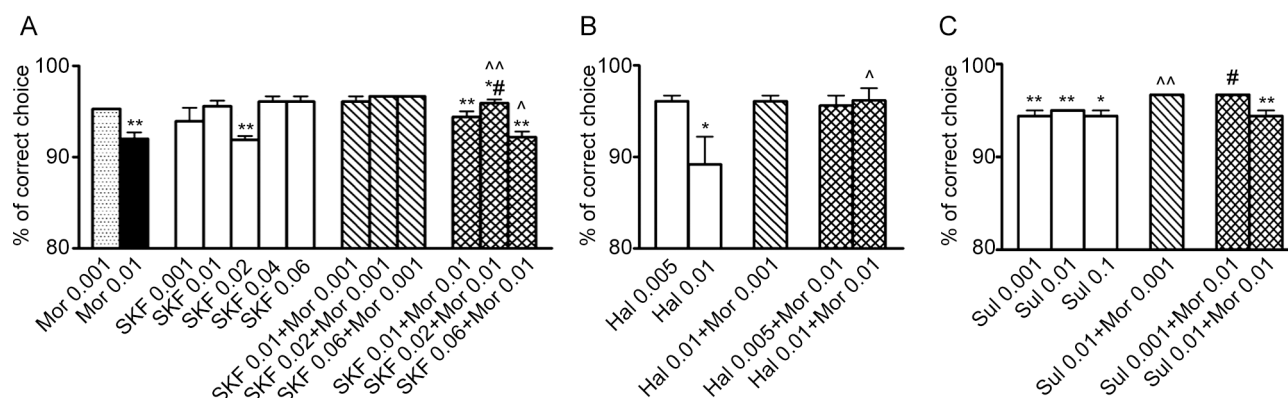 A
% of correct choice
100
90
80
**
**
**
^^
*#
^
**
Mor 0.001
Mor 0.01
SKF 0.001
SKF 0.01
SKF 0.02
SKF 0.04
SKF 0.06
SKF 0.01+Mor 0.001
SKF 0.02+Mor 0.001
SKF 0.06+Mor 0.001
SKF 0.01+Mor 0.01
SKF 0.02+Mor 0.01
SKF 0.06+Mor 0.01
B
% of correct choice
100
90
80
*
^
Hal 0.005
Hal 0.01
Hal 0.01+Mor 0.001
Hal 0.005+Mor 0.01
Hal 0.01+Mor 0.01
C
% of correct choice
100
90
80
**
**
*
^^
#
**
Sul 0.001
Sul 0.01
Sul 0.1
Sul 0.01+Mor 0.001
Sul 0.001+Mor 0.01
Sul 0.01+Mor 0.01